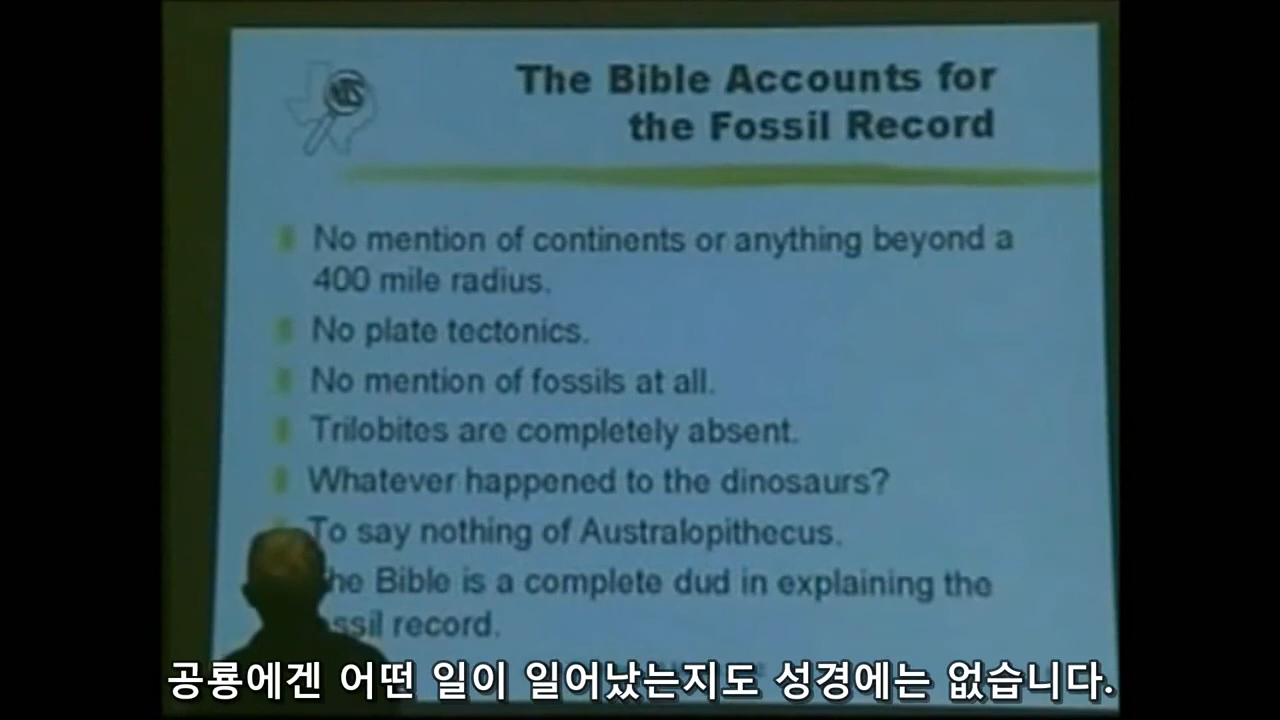 The Bible Accounts for
the Fossil Record
No mention of continents or anything beyond a
400 mile radius.
No plate tectonics.
No mention of fossils at all.
Trilobites are completely absent.
Whatever happened to the dinosaurs?
To say nothing of Australopithecus.
he Bible is a complete dud in explaining the
ssil record.
공룡에겐 어떤 일이 일어났는지도 성경에는 없습니다.